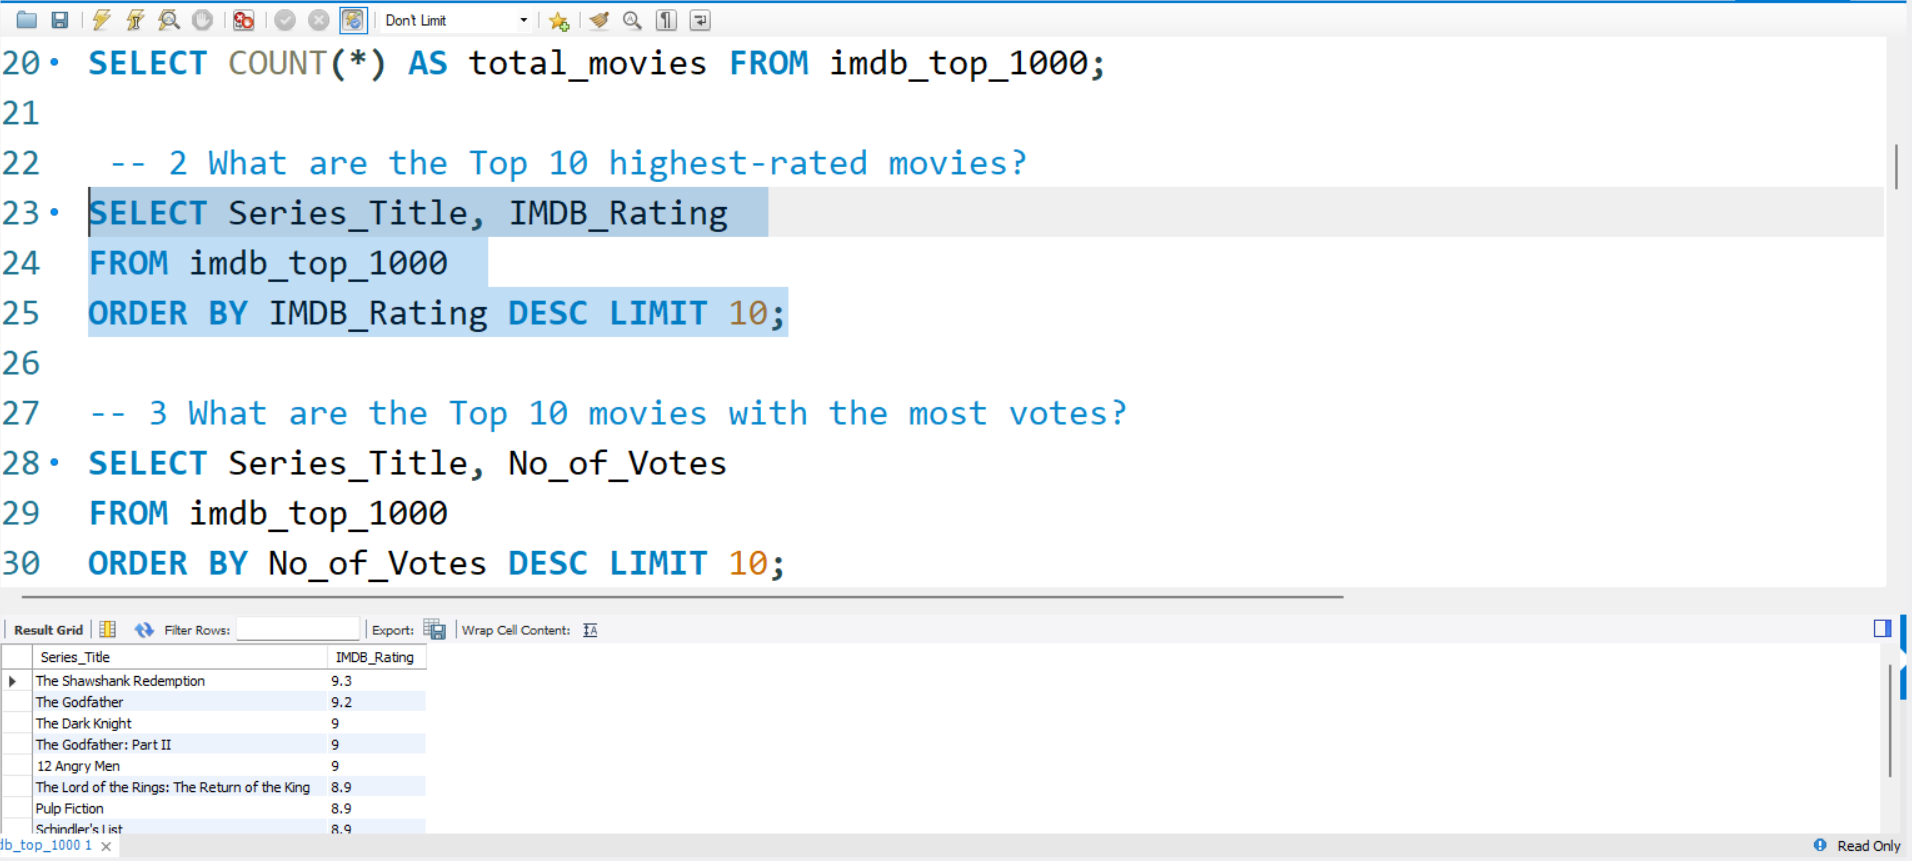 Don't Limit
20 SELECT COUNT(*) AS total_movies FROM imdb_top_1000;
21
22 -- 2 What are the Top 10 highest-rated movies?
23 SELECT Series_Title, IMDB_Rating
24 FROM imdb_top_1000
25 ORDER BY IMDB_Rating DESC LIMIT 10;
26
27 -- 3 What are the Top 10 movies with the most votes?
28 SELECT Series_Title, No_of_Votes
29 FROM imdb_top_1000
30 ORDER BY No_of_Votes DESC LIMIT 10;
Result Grid Filter Rows: Export: Wrap Cell Content:
Series_Title IMDB_Rating
The Shawshank Redemption 9.3
The Godfather 9.2
The Dark Knight 9
The Godfather: Part II 9
12 Angry Men 9
The Lord of the Rings: The Return of the King 8.9
Pulp Fiction 8.9
Schindler's List 8.9
db_top_1000 1 Read Only